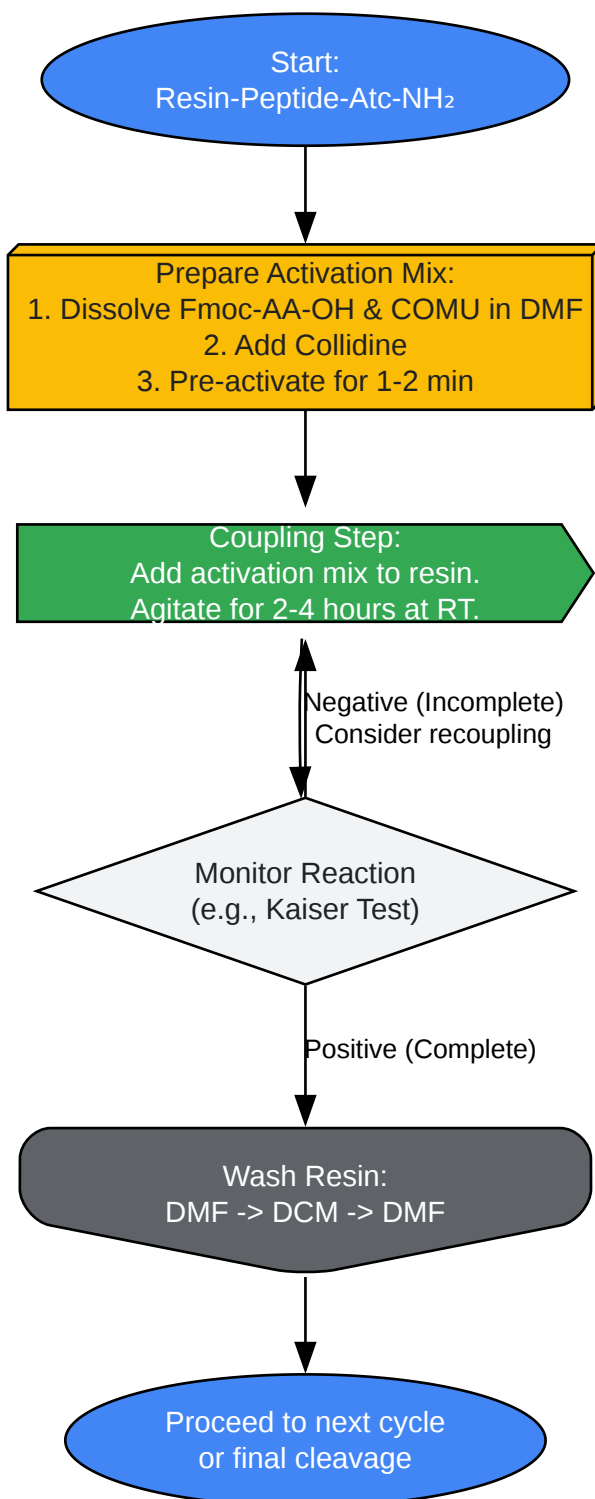 Start:
Resin-Peptide-Atc-NH₂
Prepare Activation Mix:
1. Dissolve Fmoc-AA-OH & COMU in DMF
2. Add Collidine
3. Pre-activate for 1-2 min
Coupling Step:
Add activation mix to resin.
Agitate for 2-4 hours at RT.
Negative (Incomplete)
Consider recoupling
Monitor Reaction
(e.g., Kaiser Test)
Positive (Complete)
Wash Resin:
DMF -> DCM -> DMF
Proceed to next cycle
or final cleavage